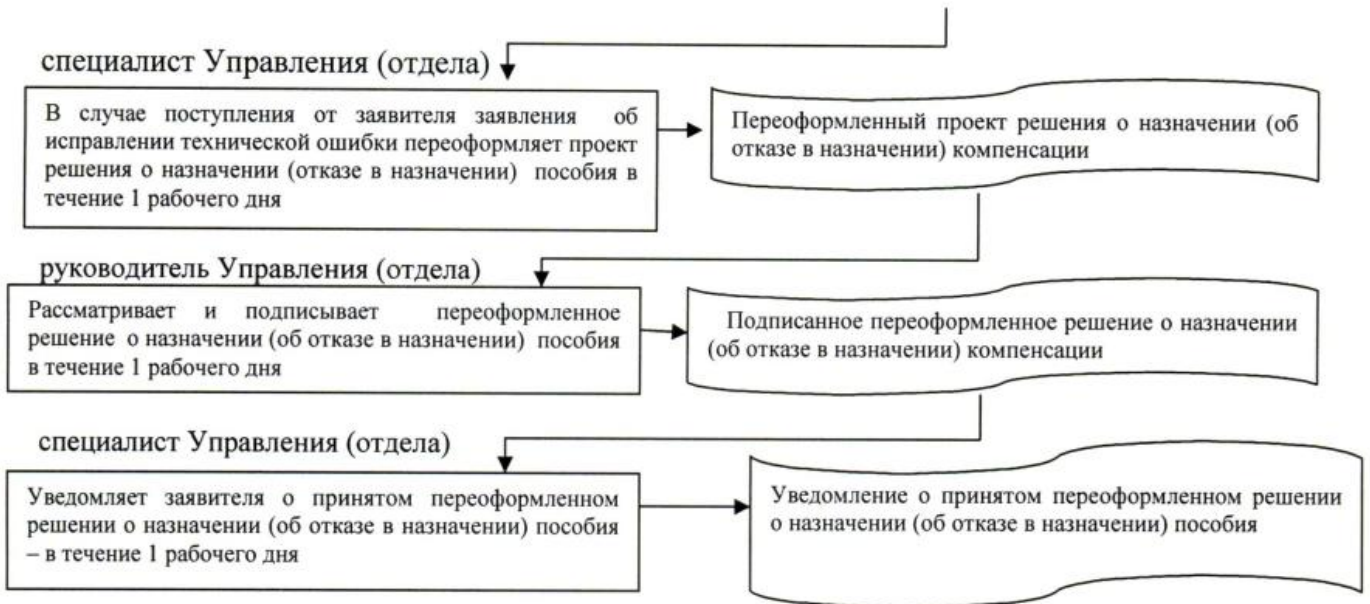 специалист Управления (отдела)
В случае поступления от заявителя заявления об
исправлении технической ошибки переоформляет проект
решения о назначении (отказе в назначении) пособия в
течение 1 рабочего дня
Переоформленный проект решения о назначении (об
отказе в назначении) компенсации
руководитель Управления (отдела)
Рассматривает и подписывает переоформленное
решение о назначении (об отказе в назначении) пособия
в течение 1 рабочего дня
Подписанное переоформленное решение о назначении
(об отказе в назначении) компенсации
специалист Управления (отдела)
Уведомляет заявителя о принятом переоформленном
решении о назначении (об отказе в назначении) пособия
– в течение 1 рабочего дня
Уведомление о принятом переоформленном решении
о назначении (об отказе в назначении) пособия